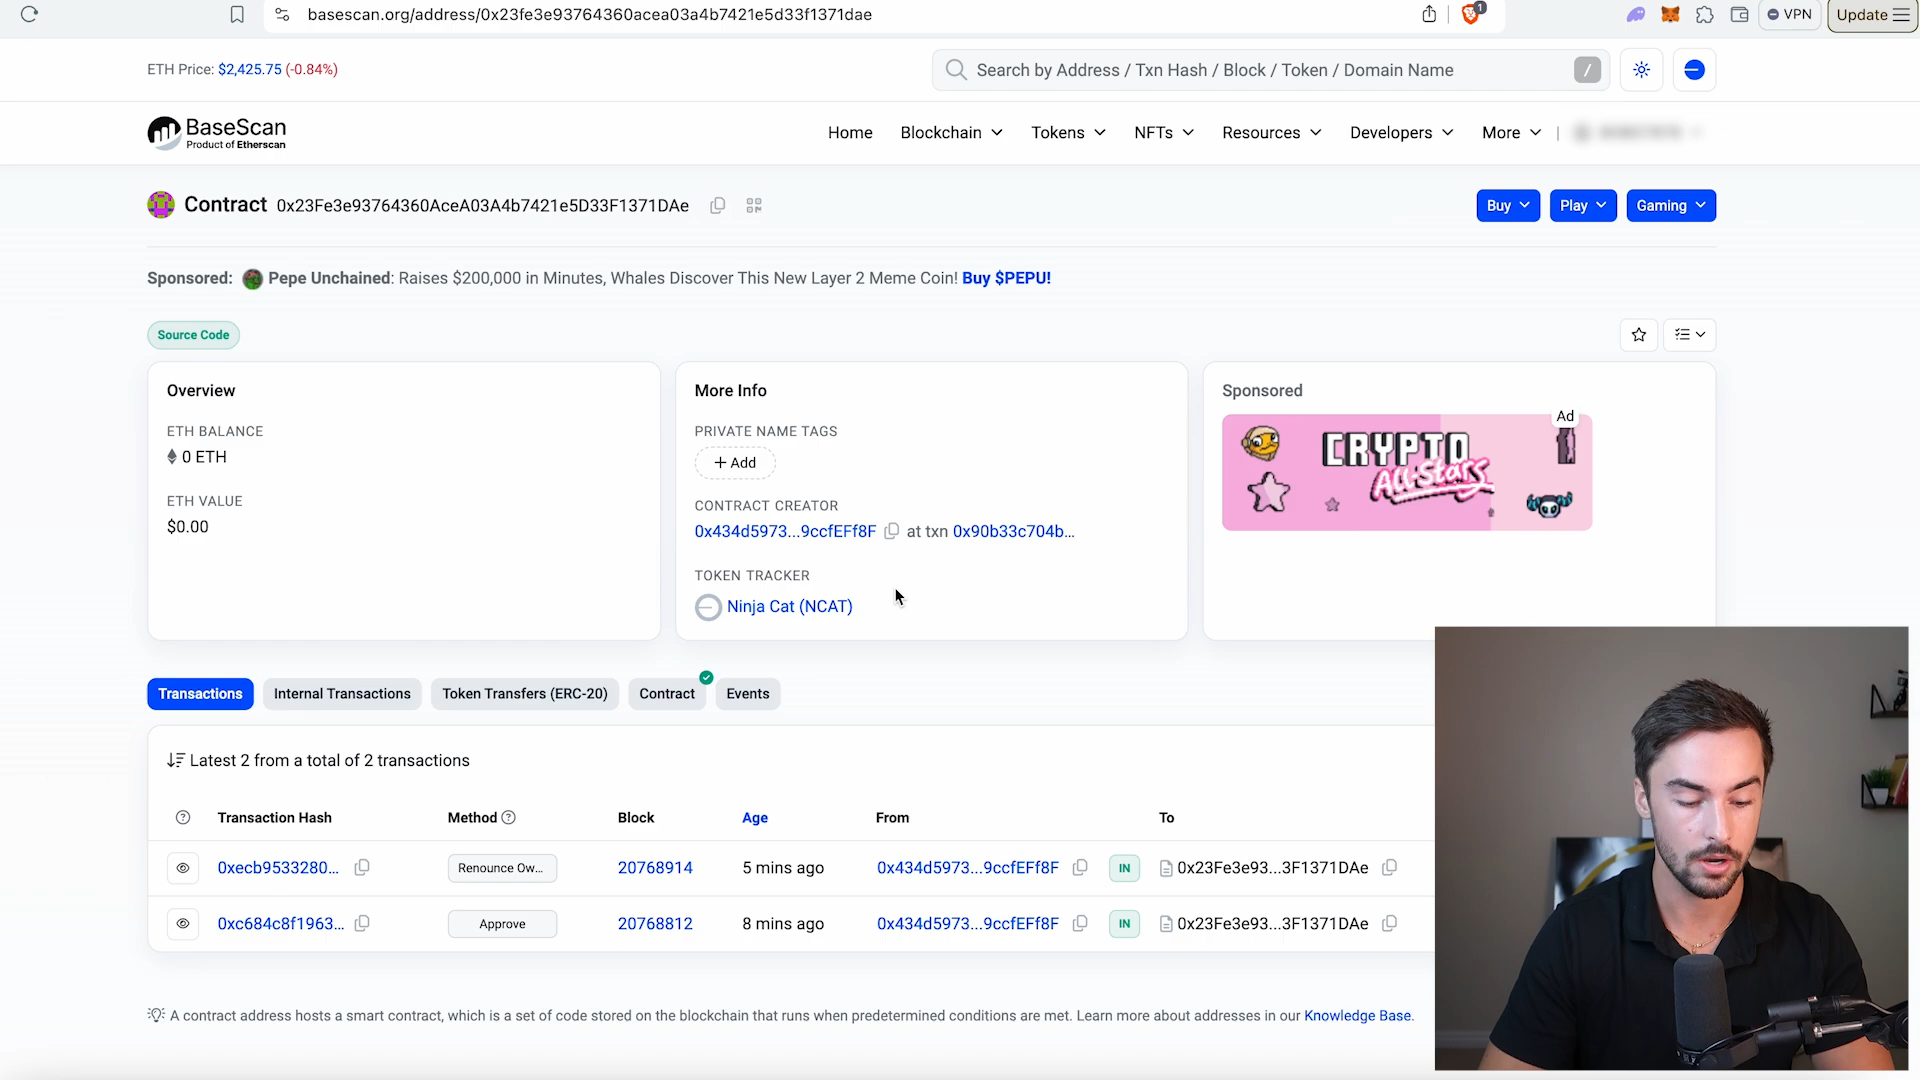 basescan.org/address/0x23fe3e93764360acea03a4b7421e5d33f1371dae
1
VPN
Update
ETH Price: $2,425.75 (-0.84%)
Search by Address / Txn Hash / Block / Token / Domain Name
/
BaseScan
Product of Etherscan
Home
Blockchain
Tokens
NFTs
Resources
Developers
More
|
Contract 0x23Fe3e93764360AceA03A4b7421e5D33F1371DAe
Buy
Play
Gaming
Sponsored: Pepe Unchained: Raises $200,000 in Minutes, Whales Discover This New Layer 2 Meme Coin! Buy $PEPU!
Source Code
Overview
ETH BALANCE
0 ETH
ETH VALUE
$0.00
More Info
PRIVATE NAME TAGS
+ Add
CONTRACT CREATOR
0x434d5973...9ccfEFf8F at txn 0x90b33c704b...
TOKEN TRACKER
Ninja Cat (NCAT)
Sponsored
Ad
CRYPTO
All-Stars
Transactions
Internal Transactions
Token Transfers (ERC-20)
Contract
Events
Latest 2 from a total of 2 transactions
Transaction Hash
Method
Block
Age
From
To
0xecb9533280...
Renounce Ow...
20768914
5 mins ago
0x434d5973...9ccfEFf8F
IN
0x23Fe3e93...3F1371DAe
0xc684c8f1963...
Approve
20768812
8 mins ago
0x434d5973...9ccfEFf8F
IN
0x23Fe3e93...3F1371DAe
A contract address hosts a smart contract, which is a set of code stored on the blockchain that runs when predetermined conditions are met. Learn more about addresses in our Knowledge Base.